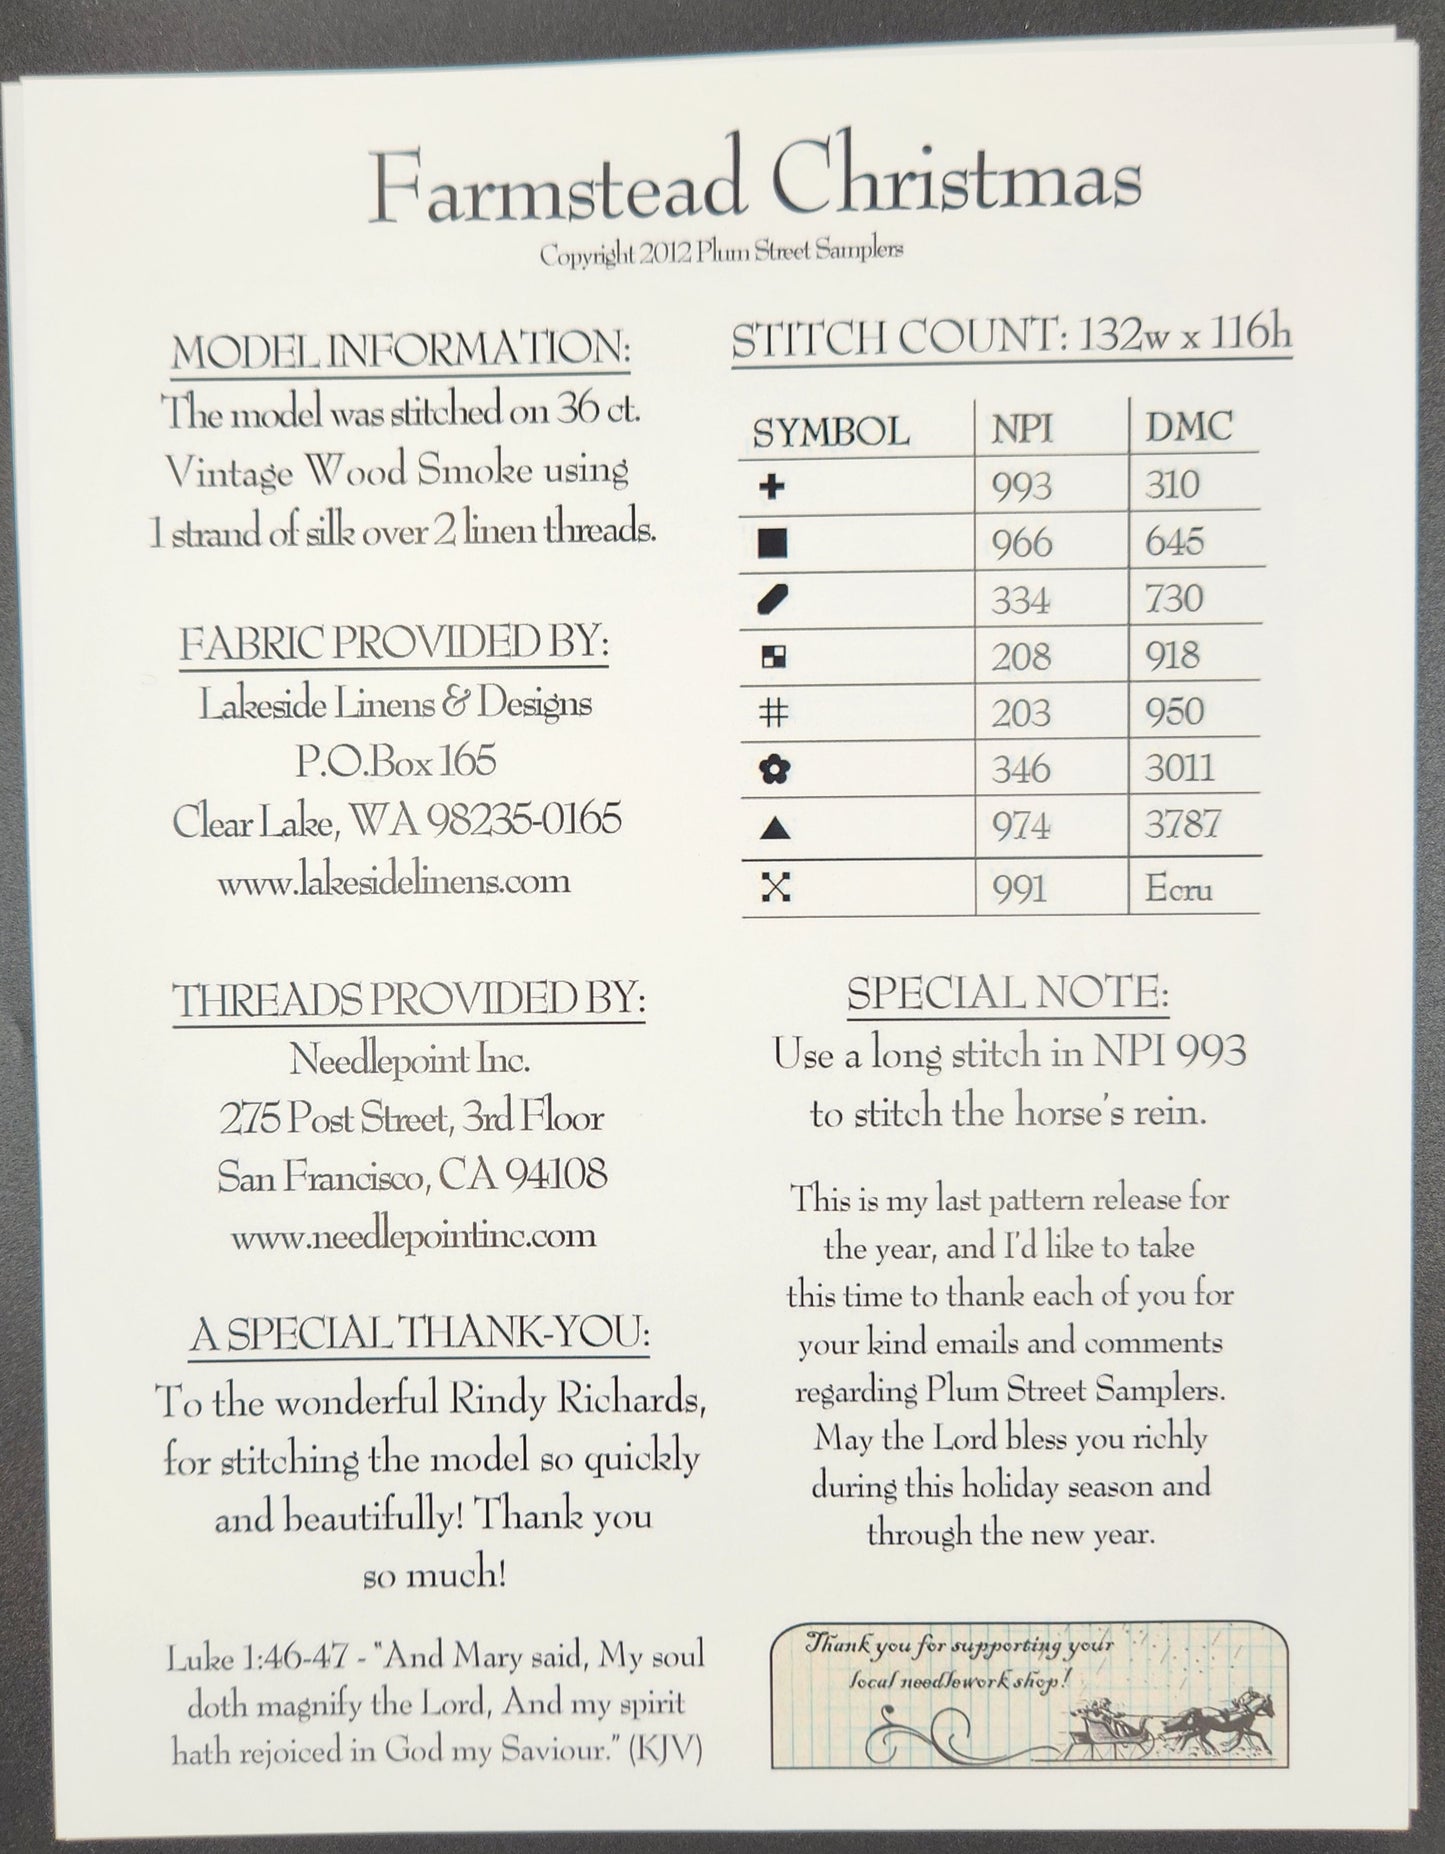 Farmstead Christmas
Copyright 2012 Plum Street Samplers
MODEL INFORMATION:
The model was stitched on 36 ct.
Vintage Wood Smoke using
1 strand of silk over 2 linen threads.
FABRIC PROVIDED BY:
Lakeside Linens & Designs
P.O.Box 165
Clear Lake, WA 98235-0165
www.lakesidelinens.com
THREADS PROVIDED BY:
Needlepoint Inc.
275 Post Street, 3rd Floor
San Francisco, CA 94108
www.needlepointinc.com
A SPECIAL THANK-YOU:
To the wonderful Rindy Richards,
for stitching the model so quickly
and beautifully! Thank you
so much!
Luke 1:46-47 - "And Mary said, My soul
doth magnify the Lord, And my spirit
hath rejoiced in God my Saviour." (KJV)
STITCH COUNT: 132w x 116h
SYMBOL NPI DMC
✚ 993 310
■ 966 645
334 730
208 918
# 203 950
346 3011
▲ 974 3787
991 Ecru
SPECIAL NOTE:
Use a long stitch in NPI 993
to stitch the horse's rein.
This is my last pattern release for
the year, and I'd like to take
this time to thank each of you for
your kind emails and comments
regarding Plum Street Samplers.
May the Lord bless you richly
during this holiday season and
through the new year.
Thank you for supporting your
local needlework shop!